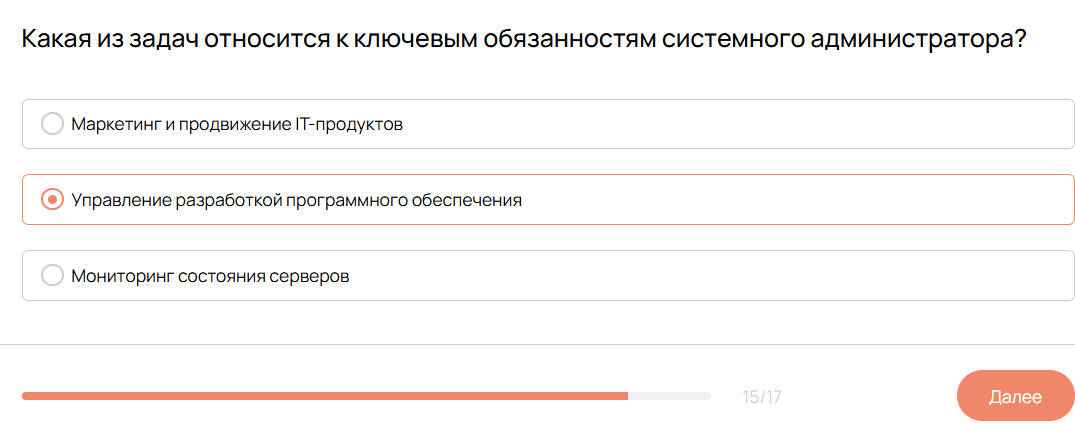 Какая из задач относится к ключевым обязанностям системного администратора?
Маркетинг и продвижение IT-продуктов
Управление разработкой программного обеспечения
Мониторинг состояния серверов
15/17
Далее